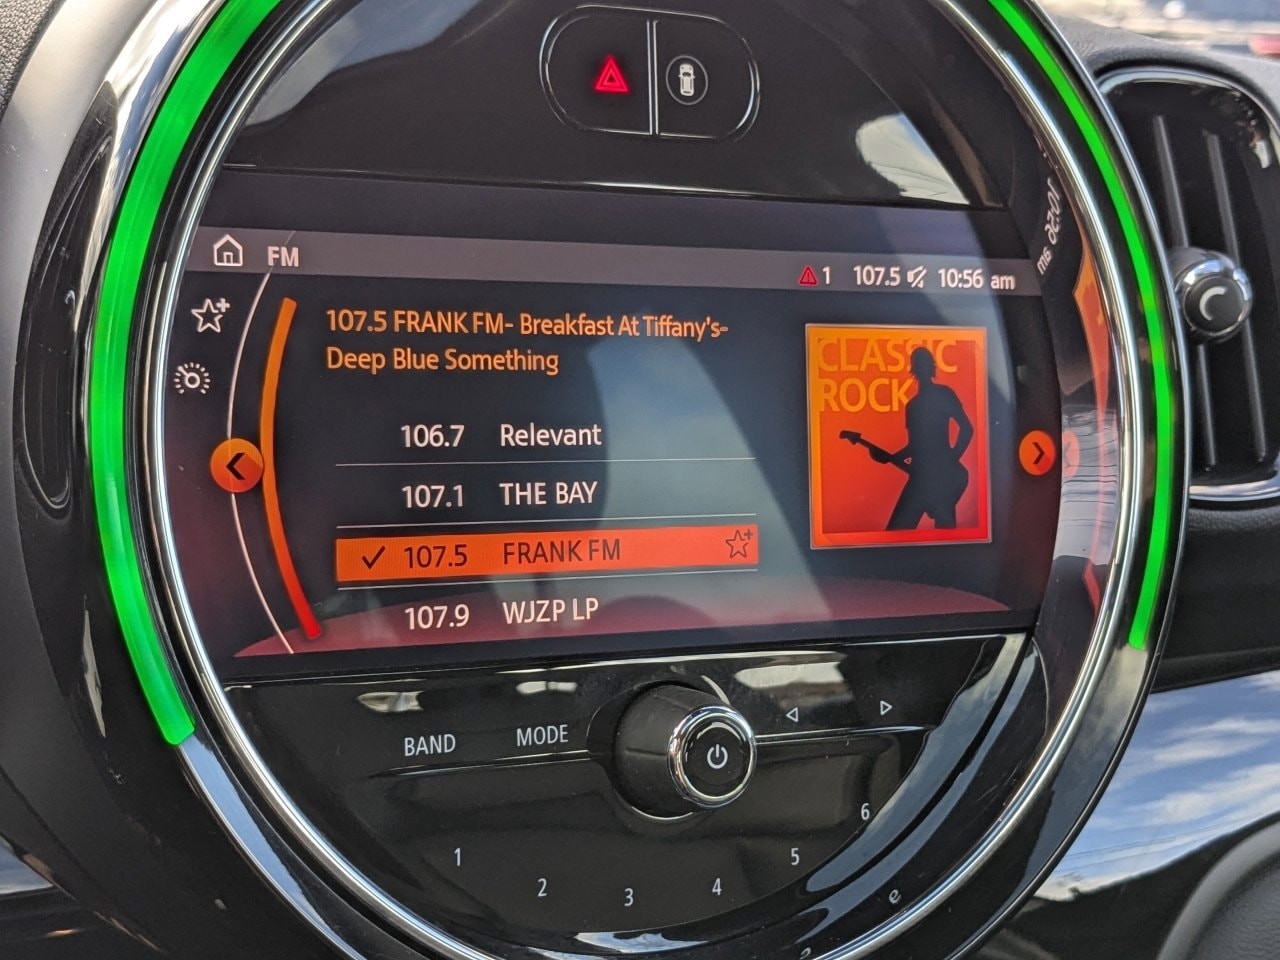 FM
1 107.5 10:56 am
107.5 FRANK FM- Breakfast At Tiffany's-
Deep Blue Something
CLASSIC
ROCK
106.7 Relevant
107.1 THE BAY
107.5 FRANK FM
107.9 WJZP LP
BAND MODE
1 2 3 4 5 6